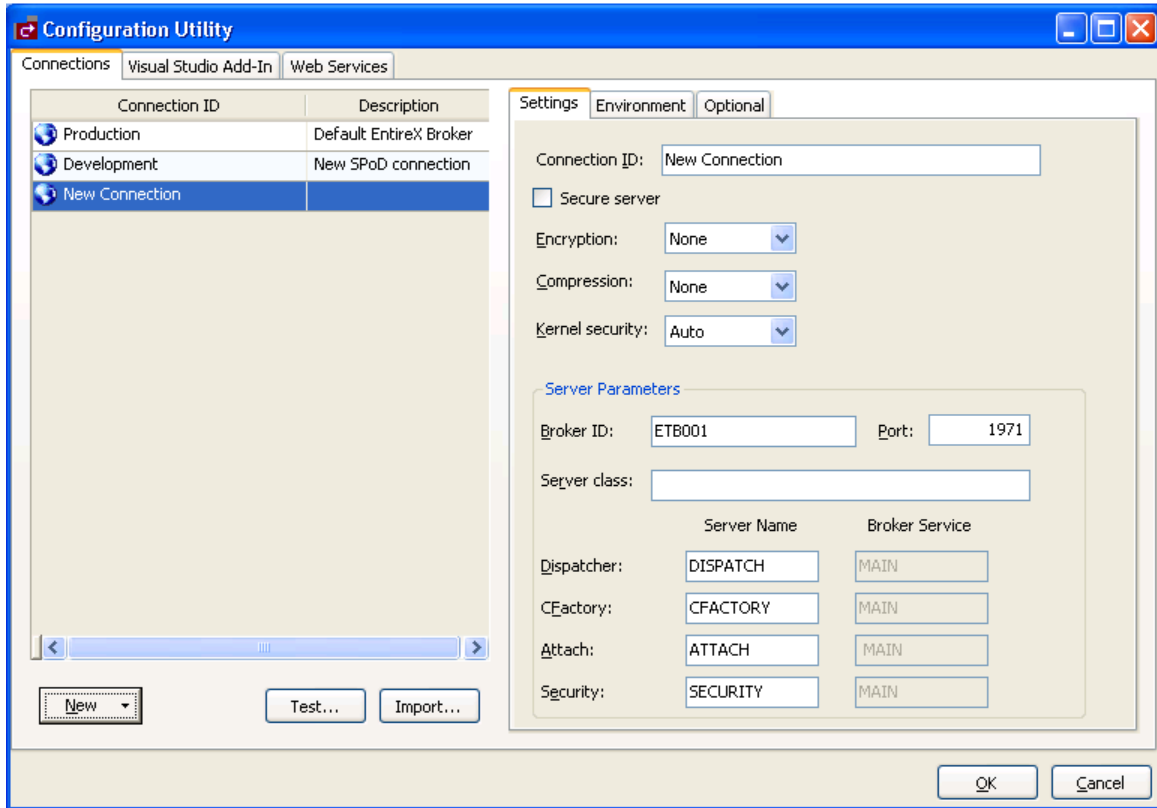 Configuration Utility
Connections Visual Studio Add-In Web Services
Connection ID Description
Production Default EntireX Broker
Development New SPoD connection
New Connection
New Test... Import...
Settings Environment Optional
Connection ID: New Connection
Secure server
Encryption: None
Compression: None
Kernel security: Auto
Server Parameters
Broker ID: ETB001 Port: 1971
Server class:
Server Name Broker Service
Dispatcher: DISPATCH MAIN
CFactory: CFACTORY MAIN
Attach: ATTACH MAIN
Security: SECURITY MAIN
OK Cancel